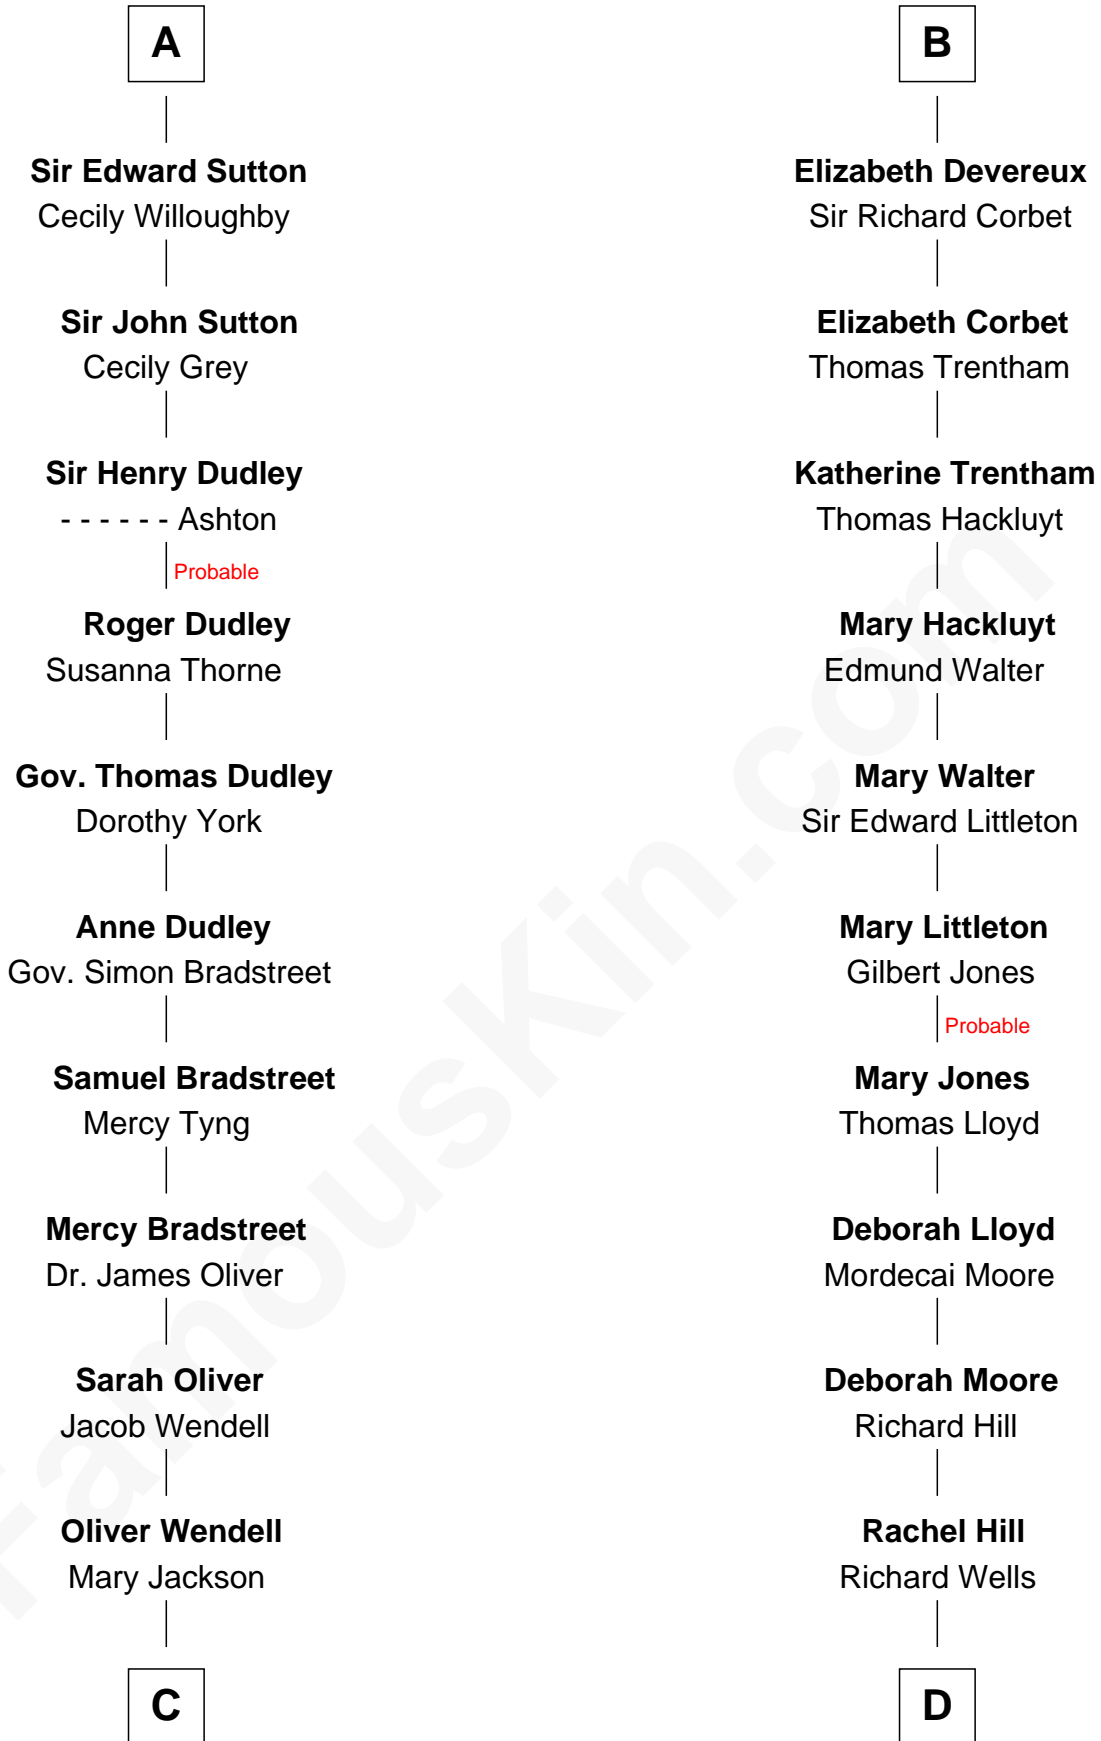 A
Sir Edward Sutton
Cecily Willoughby
Sir John Sutton
Cecily Grey
Sir Henry Dudley
- - - - - - Ashton
Probable
Roger Dudley
Susanna Thorne
Gov. Thomas Dudley
Dorothy York
Anne Dudley
Gov. Simon Bradstreet
Samuel Bradstreet
Mercy Tyng
Mercy Bradstreet
Dr. James Oliver
Sarah Oliver
Jacob Wendell
Oliver Wendell
Mary Jackson
C
B
Elizabeth Devereux
Sir Richard Corbet
Elizabeth Corbet
Thomas Trentham
Katherine Trentham
Thomas Hackluyt
Mary Hackluyt
Edmund Walter
Mary Walter
Sir Edward Littleton
Mary Littleton
Gilbert Jones
Probable
Mary Jones
Thomas Lloyd
Deborah Lloyd
Mordecai Moore
Deborah Moore
Richard Hill
Rachel Hill
Richard Wells
D
FamousKin.com